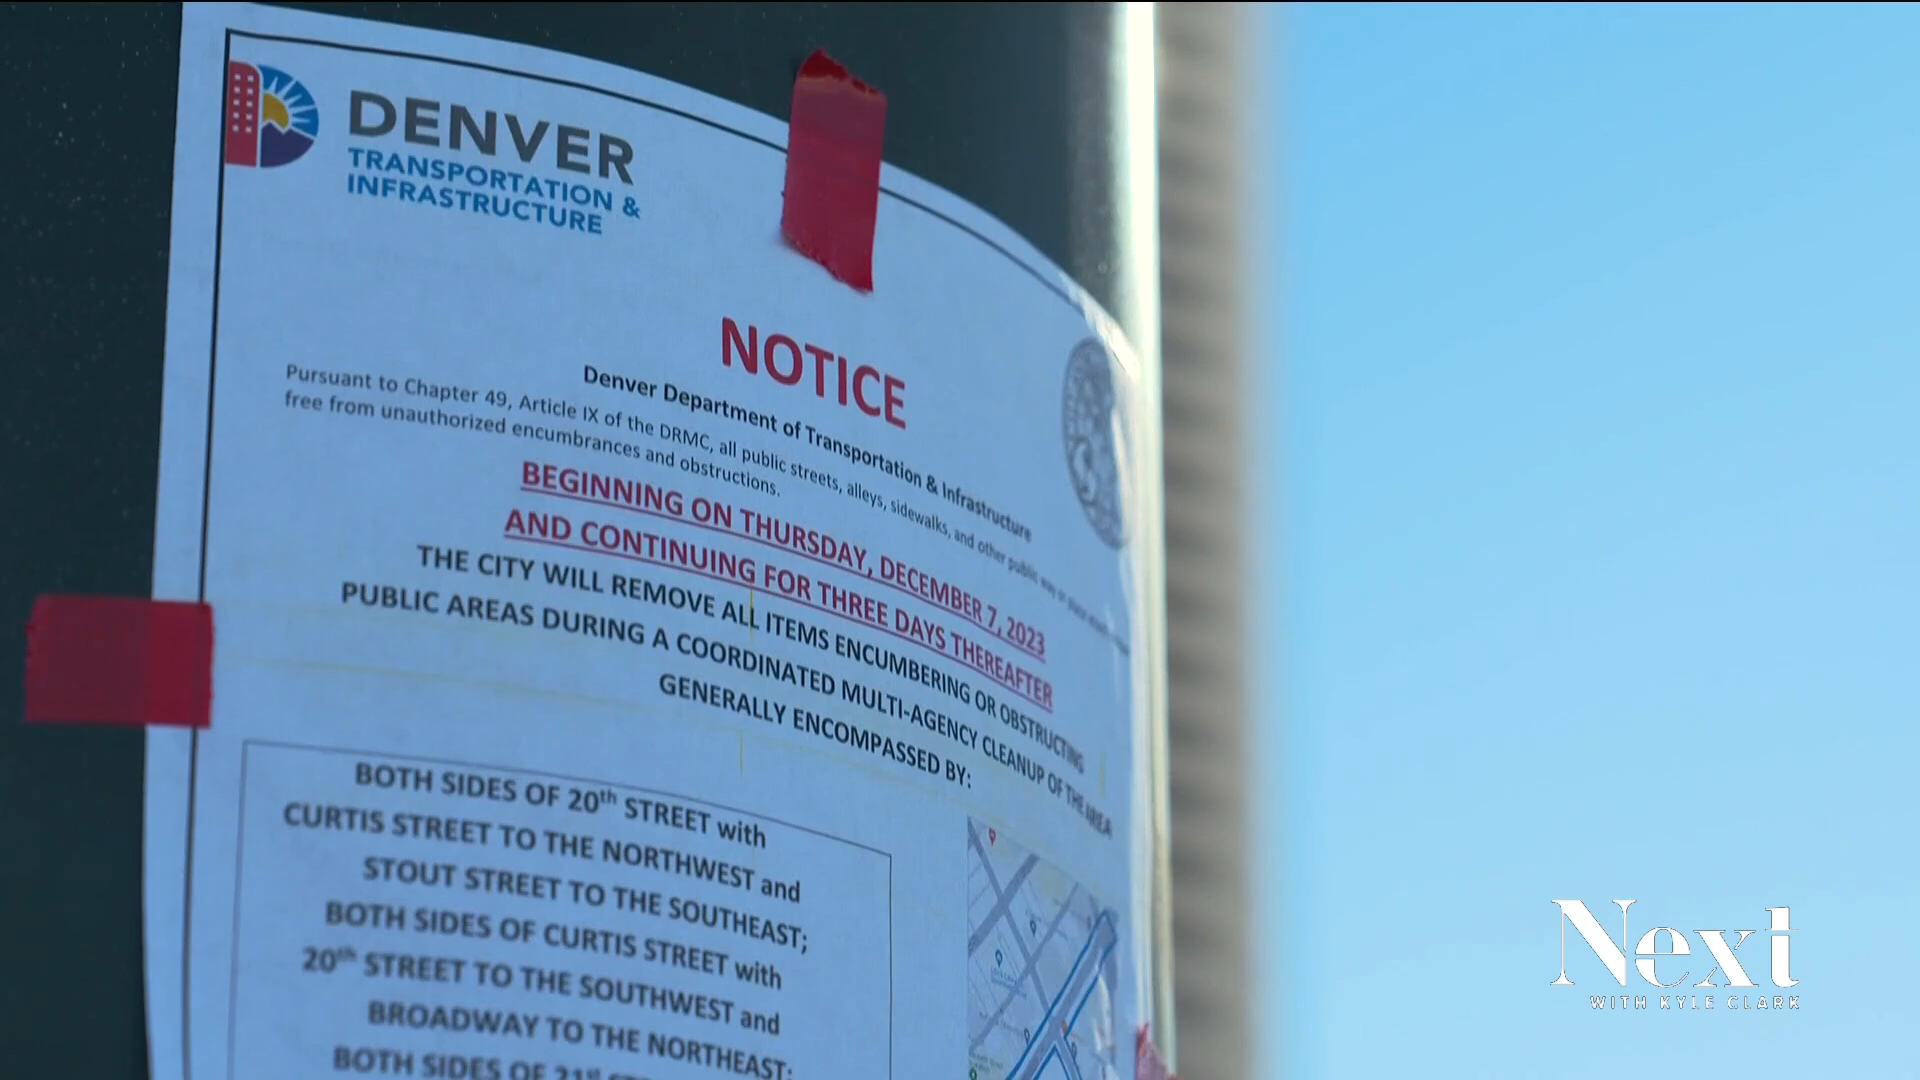 DENVER
TRANSPORTATION &
INFRASTRUCTURE
NOTICE
Denver Department of Transportation & Infrastructure
Pursuant to Chapter 49, Article IX of the DRMC, all public streets, alleys, sidewalks, and other public
free from unauthorized encumbrances and obstructions.
BEGINNING ON THURSDAY, DECEMBER 7, 2023
AND CONTINUING FOR THREE DAYS THEREAFTER
THE CITY WILL REMOVE ALL ITEMS ENCUMBERING OR OBSTRUCTING
PUBLIC AREAS DURING A COORDINATED MULTI-AGENCY CLEANUP OF THE AREA
GENERALLY ENCOMPASSED BY:
BOTH SIDES OF 20th STREET with
CURTIS STREET TO THE NORTHWEST and
STOUT STREET TO THE SOUTHEAST;
BOTH SIDES OF CURTIS STREET with
20th STREET TO THE SOUTHWEST and
BROADWAY TO THE NORTHEAST;
BOTH SIDES OF 21st
Next
WITH KYLE CLARK